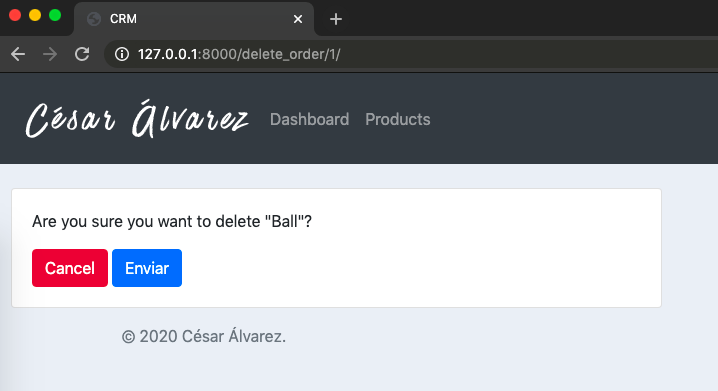 CRM
127.0.0.1:8000/delete_order/1/
César Álvarez Dashboard Products
Are you sure you want to delete "Ball"?
Cancel Enviar
© 2020 César Álvarez.